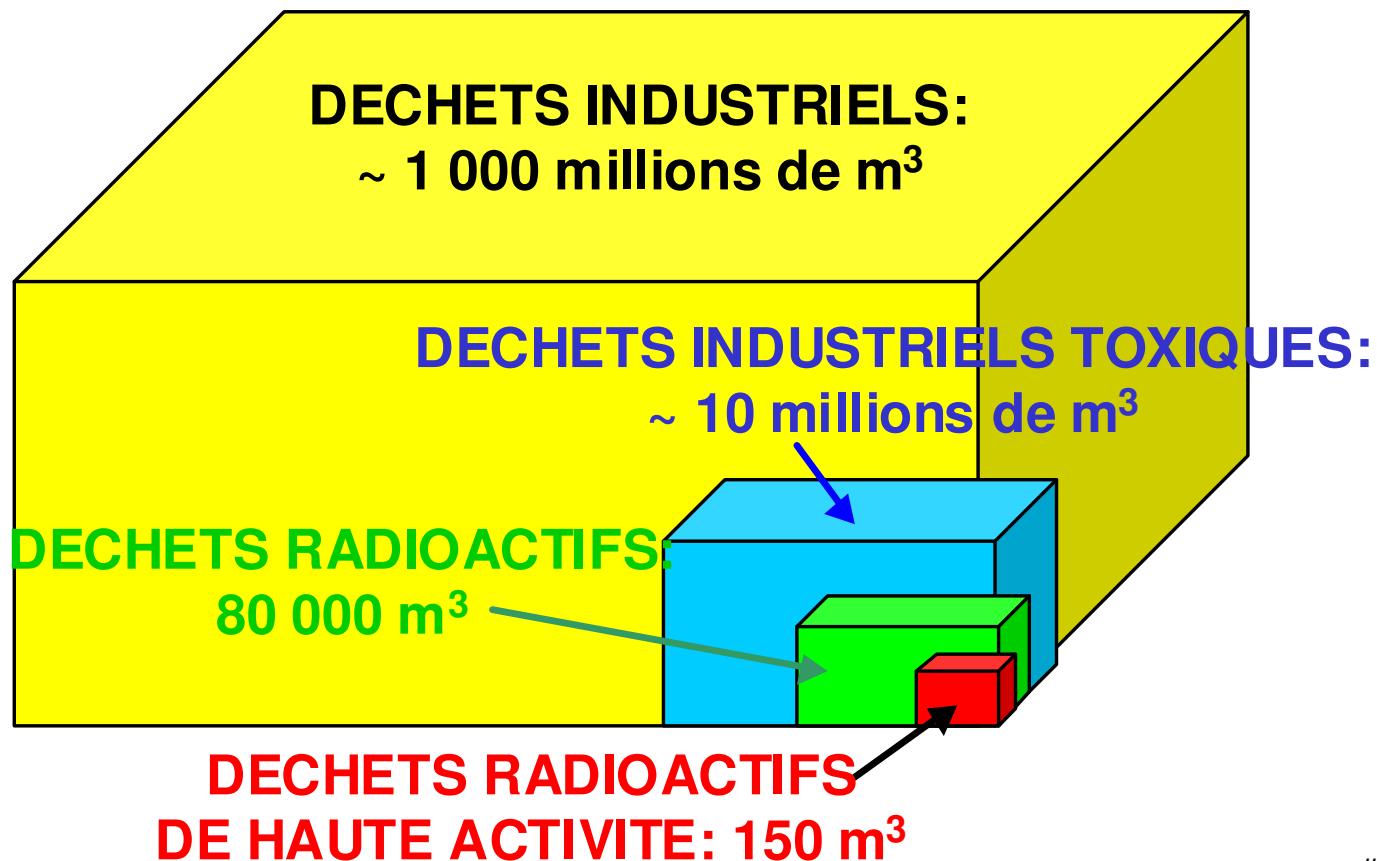 DECHETS INDUSTRIELS:
~ 1 000 millions de m³
DECHETS INDUSTRIELS TOXIQUES:
~ 10 millions de m³
DECHETS RADIOACTIFS:
80 000 m³
DECHETS RADIOACTIFS
DE HAUTE ACTIVITE: 150 m³
..